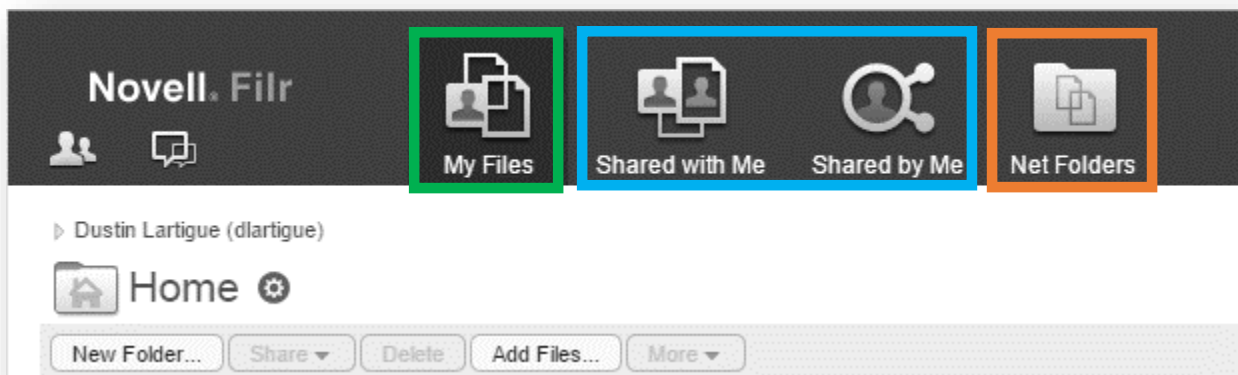 Novell. Filr
My Files
Shared with Me
Shared by Me
Net Folders
Dustin Lartigue (dlartigue)
Home
New Folder... Share Delete Add Files... More